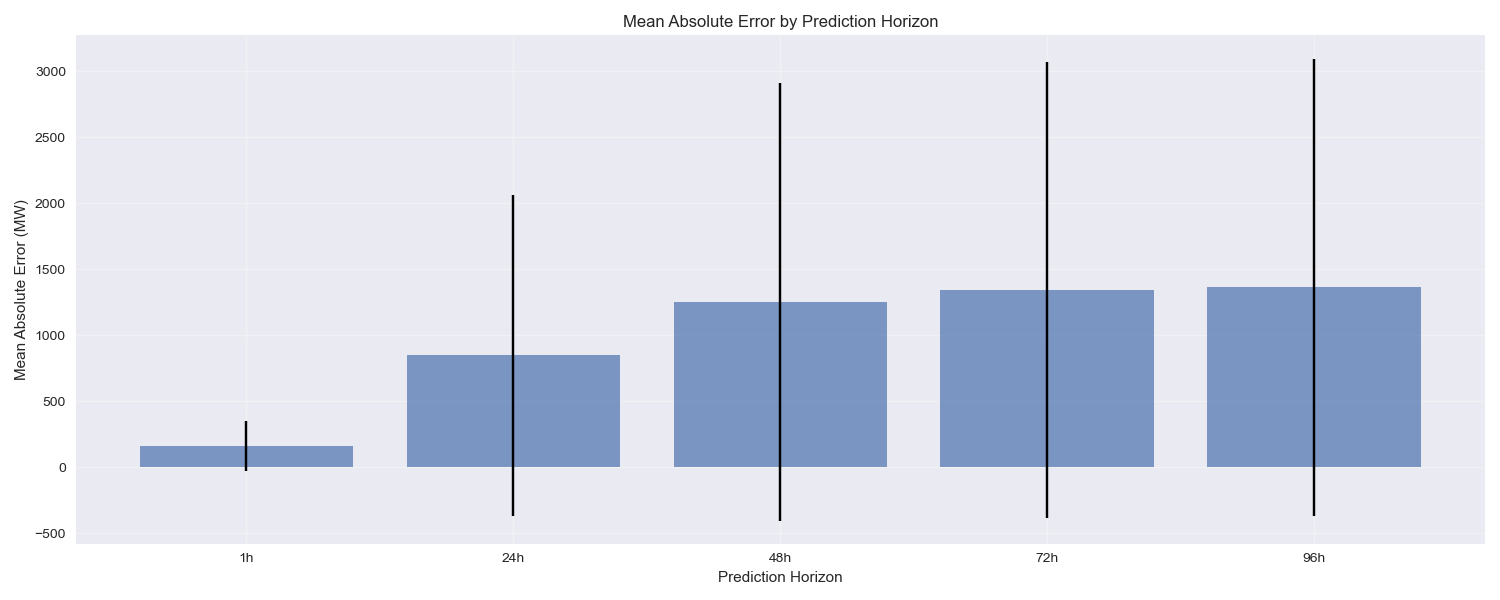 Mean Absolute Error by Prediction Horizon
Mean Absolute Error (MW)
3000
2500
2000
1500
1000
500
0
−500
1h 24h 48h 72h 96h
Prediction Horizon